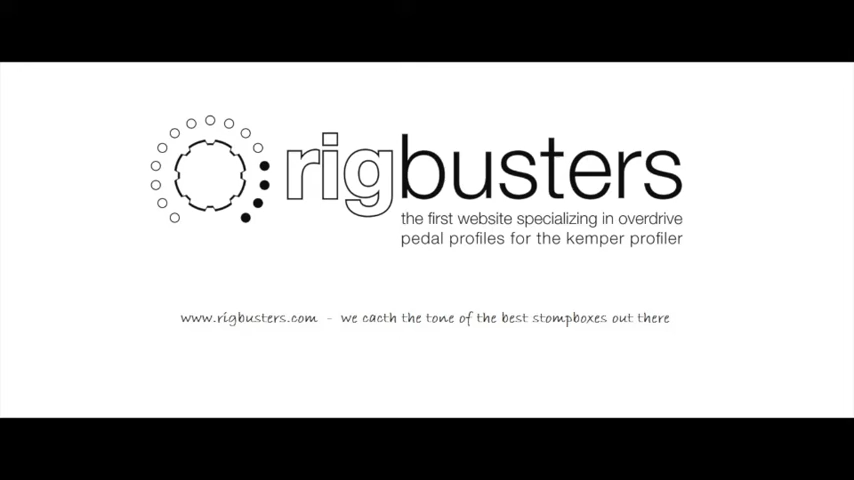 rigbusters
the first website specializing in overdrive
pedal profiles for the kemper profiler
www.rigbusters.com - we cacth the tone of the best stompboxes out there